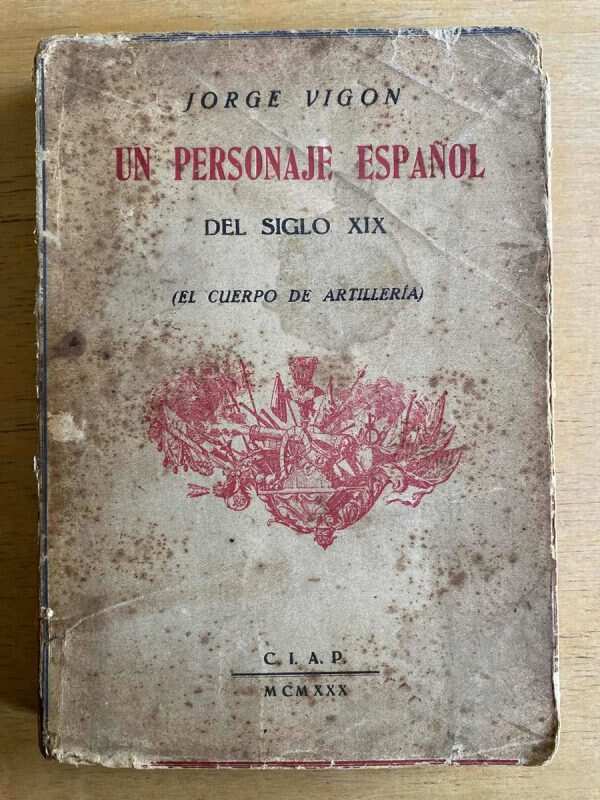 JORGE VIGON
UN PERSONAJE ESPAÑOL
DEL SIGLO XIX
(EL CUERPO DE ARTILLERÍA)
C. I. A. P.
MCMXXX